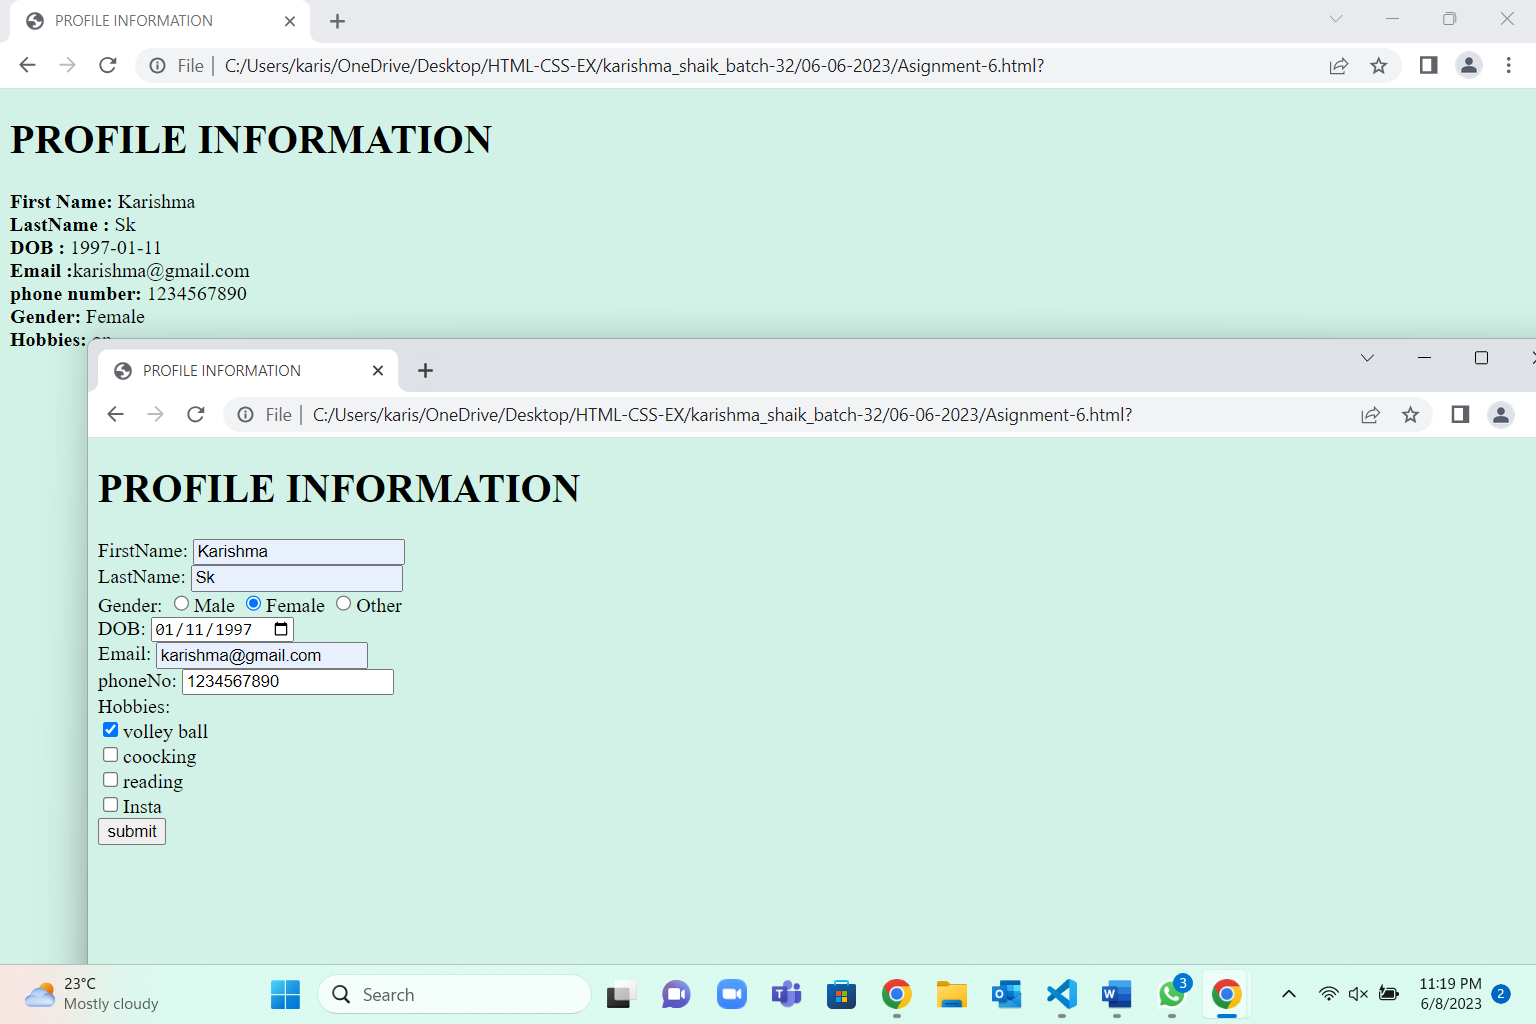 PROFILE INFORMATION
File | C:/Users/karis/OneDrive/Desktop/HTML-CSS-EX/karishma_shaik_batch-32/06-06-2023/Asignment-6.html?
PROFILE INFORMATION
First Name: Karishma
LastName : Sk
DOB : 1997-01-11
Email :karishma@gmail.com
phone number: 1234567890
Gender: Female
Hobbies:
PROFILE INFORMATION
File | C:/Users/karis/OneDrive/Desktop/HTML-CSS-EX/karishma_shaik_batch-32/06-06-2023/Asignment-6.html?
PROFILE INFORMATION
FirstName: Karishma
LastName: Sk
Gender: Male Female Other
DOB: 01/11/1997
Email: karishma@gmail.com
phoneNo: 1234567890
Hobbies:
volley ball
coocking
reading
Insta
submit
23°C
Mostly cloudy
Search
3
11:19 PM
6/8/2023
2